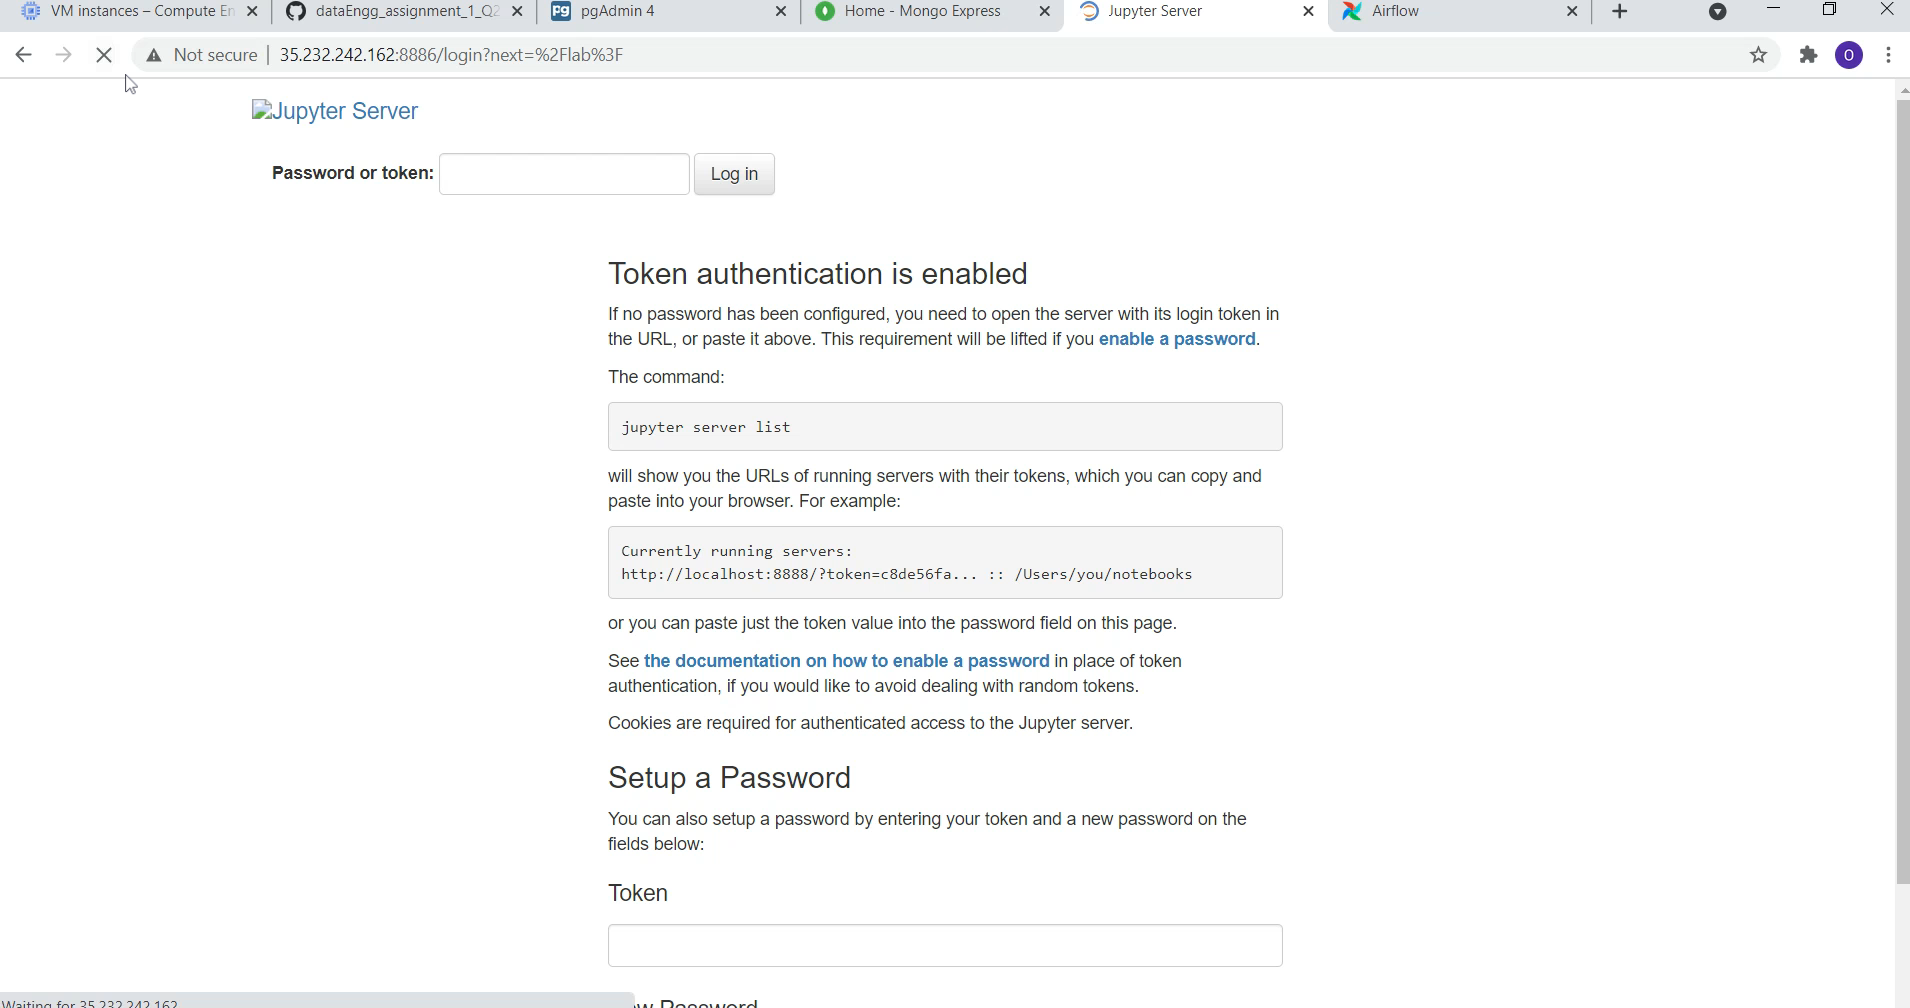 VM instances – Compute En
dataEngg_assignment_1_Q2
pgAdmin 4
Home - Mongo Express
Jupyter Server
Airflow
Not secure | 35.232.242.162:8886/login?next=%2Flab%3F
O
Jupyter Server
Password or token:
Log in
Token authentication is enabled
If no password has been configured, you need to open the server with its login token in
the URL, or paste it above. This requirement will be lifted if you enable a password.
The command:
jupyter server list
will show you the URLs of running servers with their tokens, which you can copy and
paste into your browser. For example:
Currently running servers:
http://localhost:8888/?token=c8de56fa... :: /Users/you/notebooks
or you can paste just the token value into the password field on this page.
See the documentation on how to enable a password in place of token
authentication, if you would like to avoid dealing with random tokens.
Cookies are required for authenticated access to the Jupyter server.
Setup a Password
You can also setup a password by entering your token and a new password on the
fields below:
Token
Waiting for 35.232.242.162
w Password